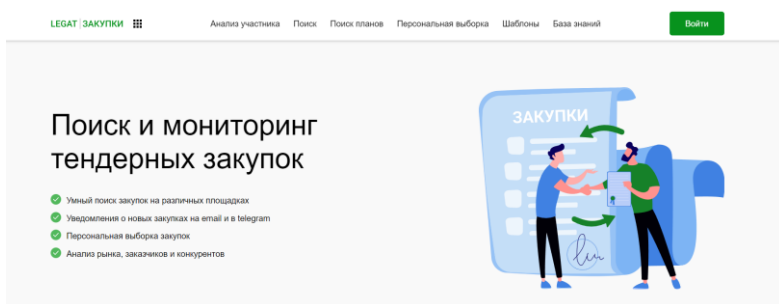 LEGAT ЗАКУПКИ Анализ участника Поиск Поиск планов Персональная выборка Шаблоны База знаний Войти
ЗАКУПКИ
Поиск и мониторинг
тендерных закупок
Умный поиск закупок на различных площадках
Уведомления о новых закупках на email и в telegram
Персональная выборка закупок
Анализ рынка, заказчиков и конкурентов